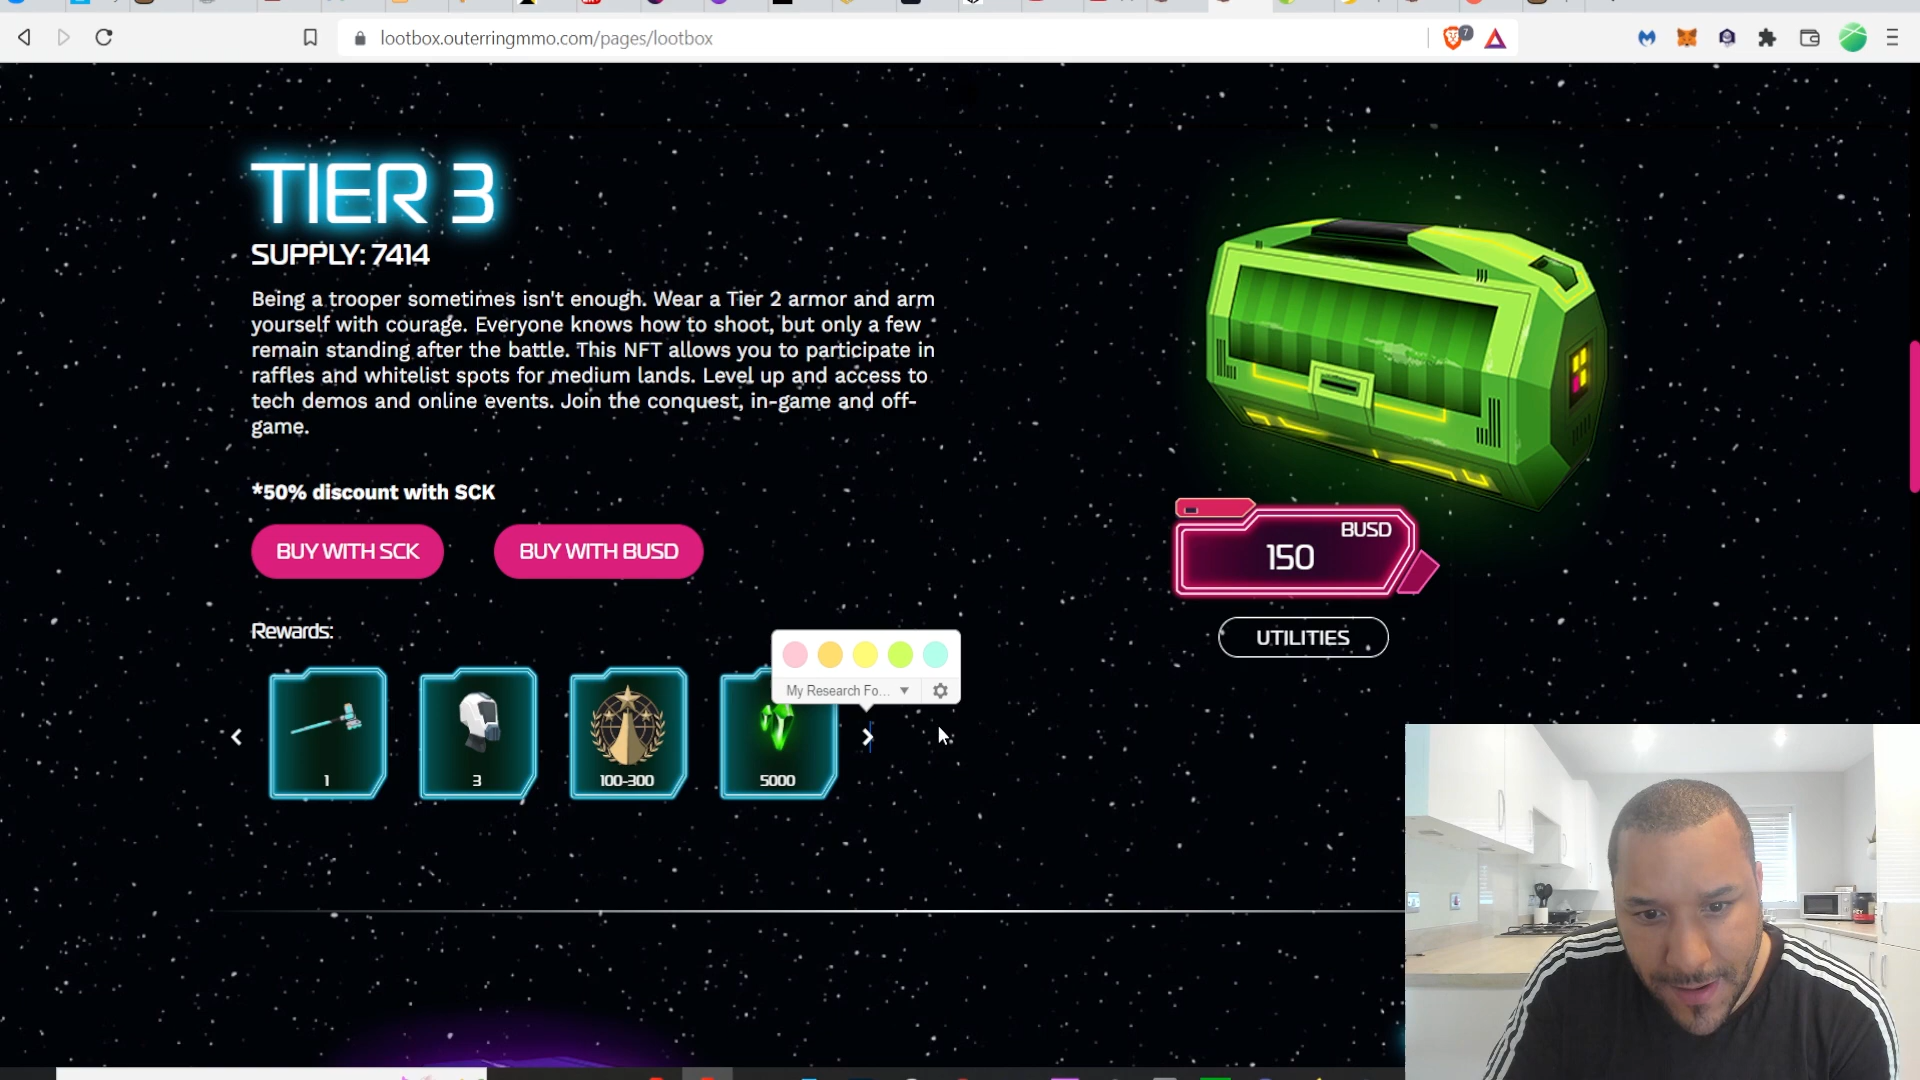 lootbox.outerringmmo.com/pages/lootbox
7
TIER 3
SUPPLY: 7414
Being a trooper sometimes isn't enough. Wear a Tier 2 armor and arm
yourself with courage. Everyone knows how to shoot, but only a few
remain standing after the battle. This NFT allows you to participate in
raffles and whitelist spots for medium lands. Level up and access to
tech demos and online events. Join the conquest, in-game and off-
game.
*50% discount with SCK
BUY WITH SCK
BUY WITH BUSD
BUSD
150
UTILITIES
Rewards:
My Research Fo...
1
3
100-300
5000